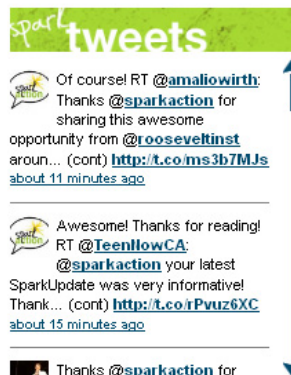 spark
tweets
Of course! RT @amaliowirth:
Thanks @sparkaction for
sharing this awesome
opportunity from @rooseveltinst
aroun... (cont) http://t.co/ms3b7MJs
about 11 minutes ago
Awesome! Thanks for reading!
RT @TeenNowCA:
@sparkaction your latest
SparkUpdate was very informative!
Thank... (cont) http://t.co/rPvuz6XC
about 15 minutes ago
Thanks @sparkaction for